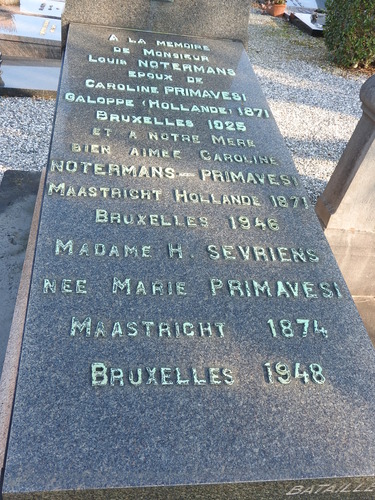 A LA MEMOIRE
DE MONSIEUR
LOUIS NOTERMANS
EPOUX DE
CAROLINE PRIMAVESI
GALOPPE (HOLLANDE) 1871
BRUXELLES 1925
ET A NOTRE MERE
BIEN AIMEE CAROLINE
NOTERMANS - PRIMAVESI
MAASTRICHT HOLLANDE 1871
BRUXELLES 1946
MADAME H. SEVRIENS
NEE MARIE PRIMAVESI
MAASTRICHT 1874
BRUXELLES 1948
BATAILLE